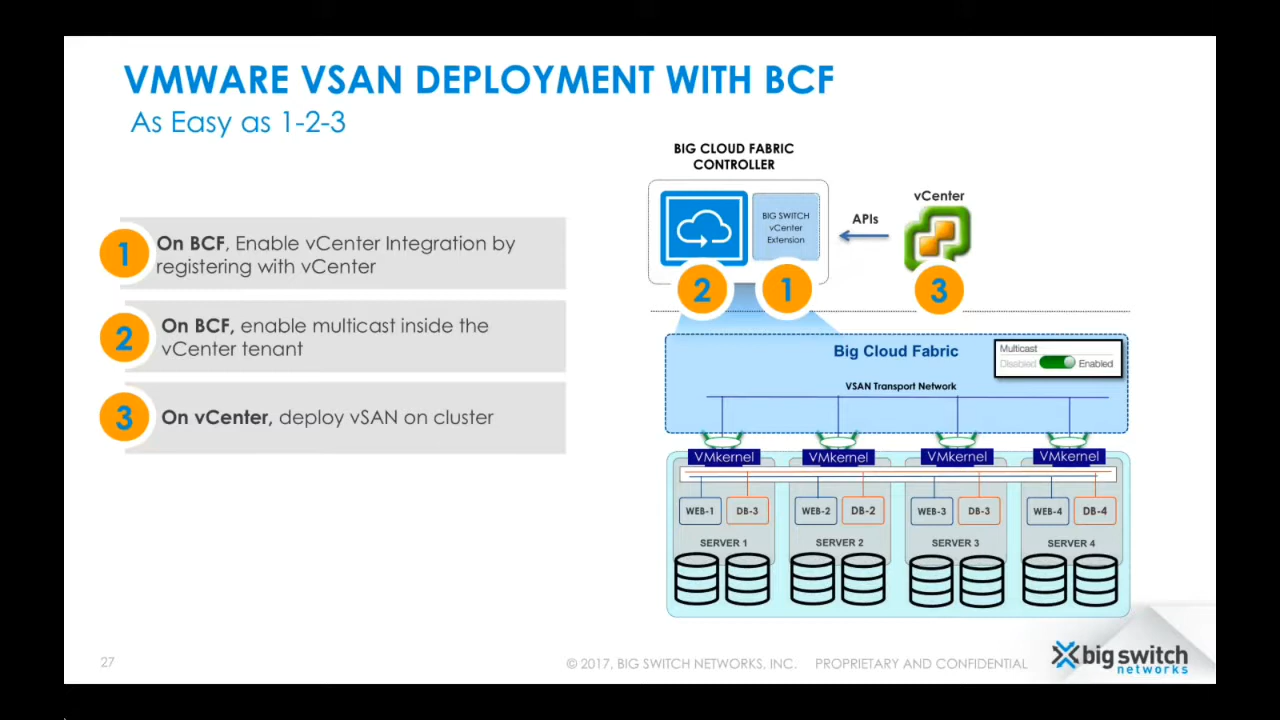 VMWARE VSAN DEPLOYMENT WITH BCF
As Easy as 1-2-3
1
On BCF, Enable vCenter Integration by
registering with vCenter
2
On BCF, enable multicast inside the
vCenter tenant
3
On vCenter, deploy vSAN on cluster
BIG CLOUD FABRIC
CONTROLLER
BIG SWITCH
vCenter
Extension
APIs
vCenter
2
1
3
Big Cloud Fabric
Multicast
Disabled
Enabled
VSAN Transport Network
VMkernel
VMkernel
VMkernel
VMkernel
WEB-1
DB-3
WEB-2
DB-2
WEB-3
DB-3
WEB-4
DB-4
SERVER 1
SERVER 2
SERVER 3
SERVER 4
27
© 2017, BIG SWITCH NETWORKS, INC. PROPRIETARY AND CONFIDENTIAL
big switch
networks